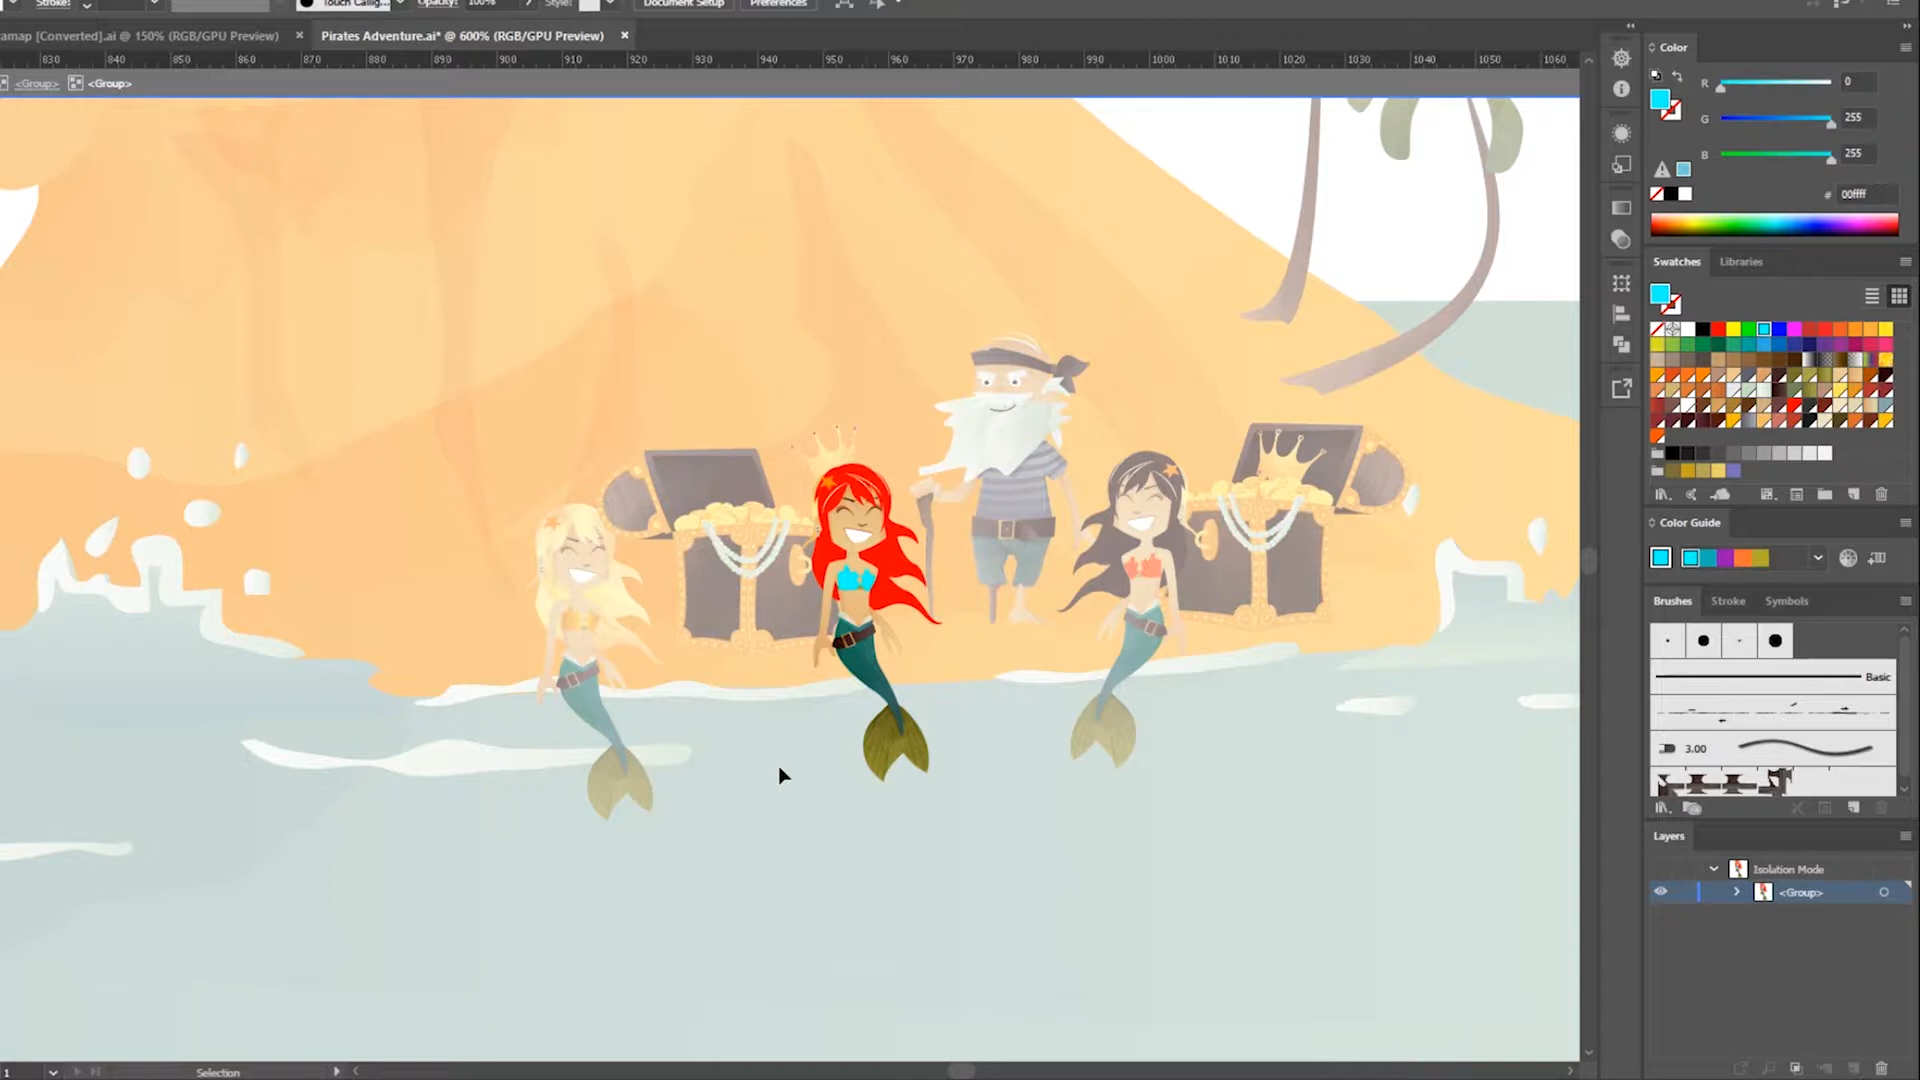 Stroke: Touch Callig... Opacity: 100% Style: Document Setup Preferences
amap [Converted].ai @ 150% (RGB/GPU Preview) × Pirates Adventure.ai* @ 600% (RGB/GPU Preview) ×
830 840 850 860 870 880 890 900 910 920 930 940 950 960 970 980 990 1000 1010 1020 1030 1040 1050 1060
<Group> <Group>
Color
R 0
G 255
B 255
# 00ffff
Swatches Libraries
Color Guide
Brushes Stroke Symbols
Basic
3.00
Layers
Isolation Mode
<Group>
1 Selection